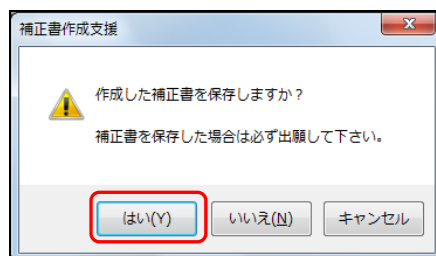 補正書作成支援
作成した補正書を保存しますか？
補正書を保存した場合は必ず出願して下さい。
はい(Y) いいえ(N) キャンセル